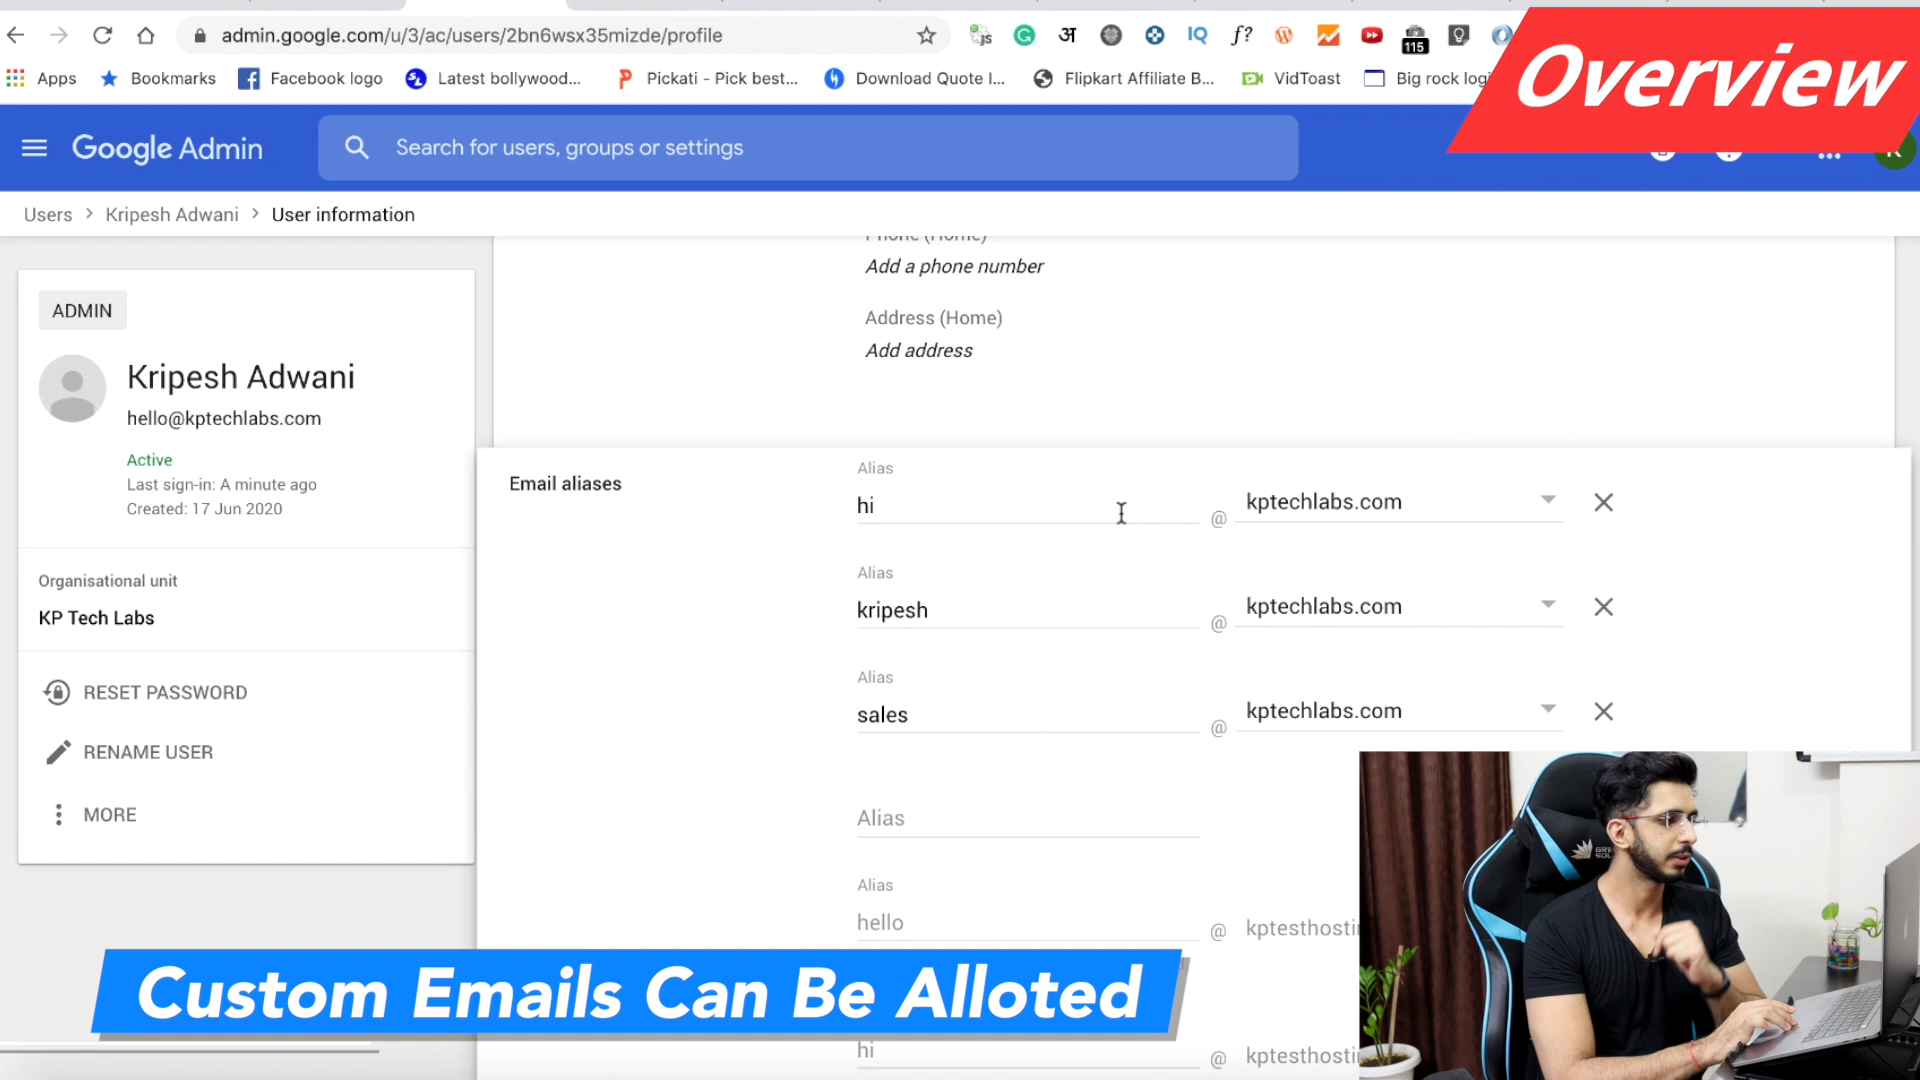 admin.google.com/u/3/ac/users/2bn6wsx35mizde/profile
अ
IQ
f?
115
Apps
Bookmarks
Facebook logo
Latest bollywood...
Pickati - Pick best...
Download Quote I...
Flipkart Affiliate B...
VidToast
Big rock logi
Overview
Google Admin
Search for users, groups or settings
Users > Kripesh Adwani > User information
ADMIN
Kripesh Adwani
hello@kptechlabs.com
Active
Last sign-in: A minute ago
Created: 17 Jun 2020
Organisational unit
KP Tech Labs
RESET PASSWORD
RENAME USER
MORE
Phone (Home)
Add a phone number
Address (Home)
Add address
Email aliases
Alias
hi @ kptechlabs.com
Alias
kripesh @ kptechlabs.com
Alias
sales @ kptechlabs.com
Alias
Alias
hello @ kptesthosti
Custom Emails Can Be Alloted
hi @ kptesthosti